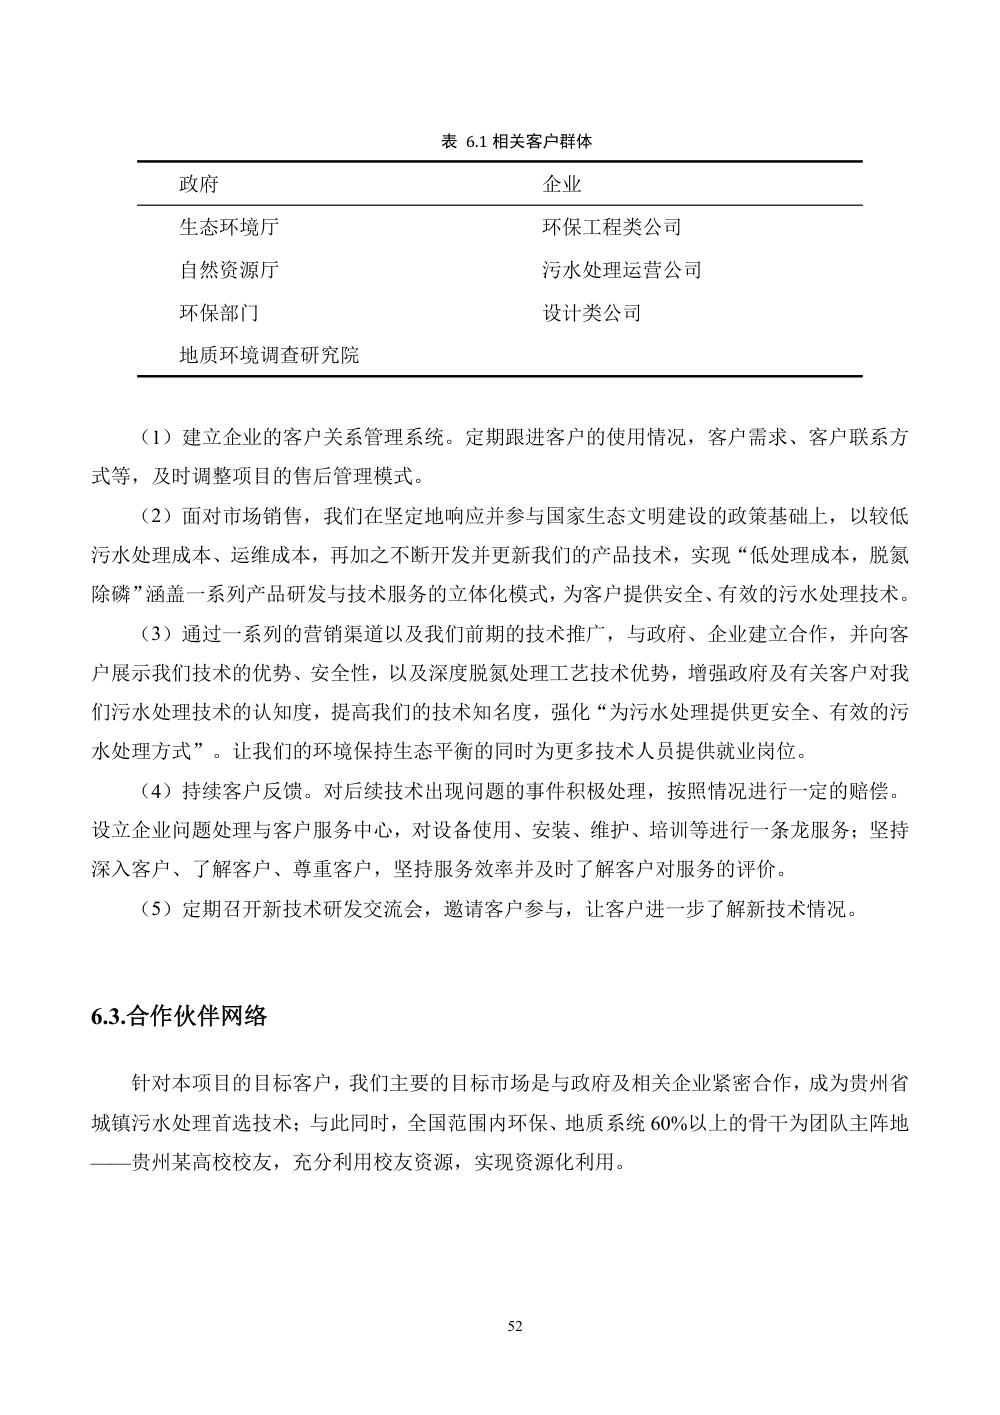 表 6.1 相关客户群体
政府 企业
生态环境厅 环保工程类公司
自然资源厅 污水处理运营公司
环保部门 设计类公司
地质环境调查研究院
（1）建立企业的客户关系管理系统。定期跟进客户的使用情况，客户需求、客户联系方
式等，及时调整项目的售后管理模式。
（2）面对市场销售，我们在坚定地响应并参与国家生态文明建设的政策基础上，以较低
污水处理成本、运维成本，再加之不断开发并更新我们的产品技术，实现“低处理成本，脱氮
除磷”涵盖一系列产品研发与技术服务的立体化模式，为客户提供安全、有效的污水处理技术。
（3）通过一系列的营销渠道以及我们前期的技术推广，与政府、企业建立合作，并向客
户展示我们技术的优势、安全性，以及深度脱氮处理工艺技术优势，增强政府及有关客户对我
们污水处理技术的认知度，提高我们的技术知名度，强化“为污水处理提供更安全、有效的污
水处理方式”。让我们的环境保持生态平衡的同时为更多技术人员提供就业岗位。
（4）持续客户反馈。对后续技术出现问题的事件积极处理，按照情况进行一定的赔偿。
设立企业问题处理与客户服务中心，对设备使用、安装、维护、培训等进行一条龙服务；坚持
深入客户、了解客户、尊重客户，坚持服务效率并及时了解客户对服务的评价。
（5）定期召开新技术研发交流会，邀请客户参与，让客户进一步了解新技术情况。
6.3.合作伙伴网络
针对本项目的目标客户，我们主要的目标市场是与政府及相关企业紧密合作，成为贵州省
城镇污水处理首选技术；与此同时，全国范围内环保、地质系统 60%以上的骨干为团队主阵地
——贵州某高校校友，充分利用校友资源，实现资源化利用。
52